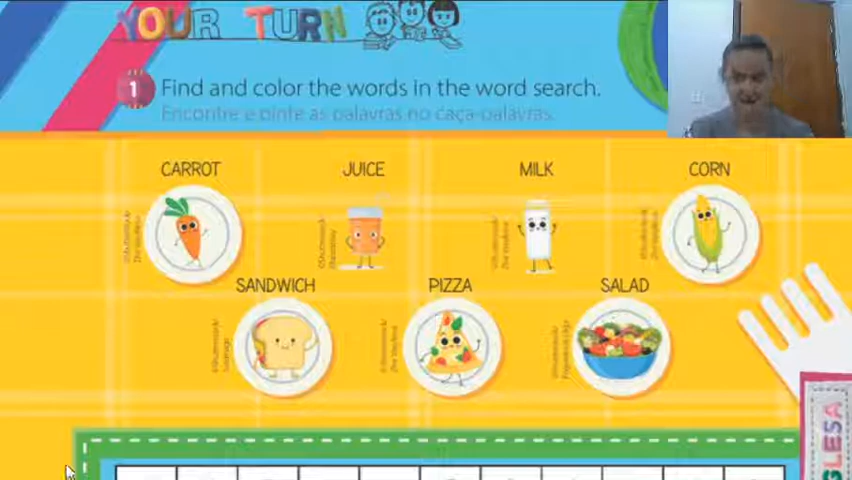 YOUR TURN
1 Find and color the words in the word search.
Encontre e pinte as palavras no caça-palavras.
CARROT JUICE MILK CORN
SANDWICH PIZZA SALAD
GLESA